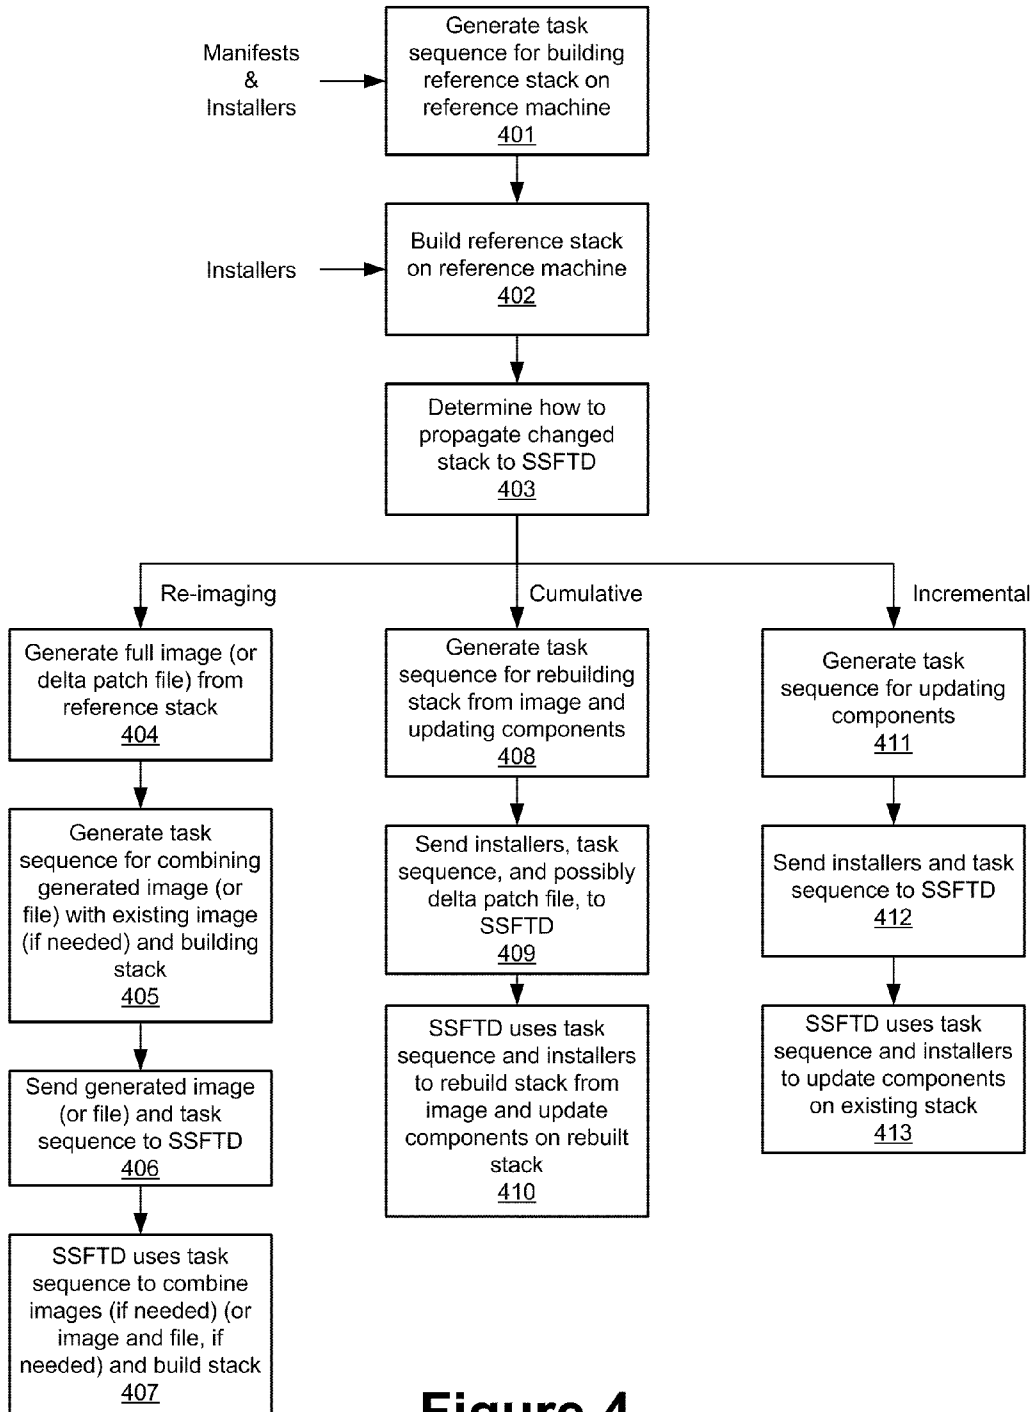 Manifests
&
Installers
Generate task
sequence for building
reference stack on
reference machine
401
Installers
Build reference stack
on reference machine
402
Determine how to
propagate changed
stack to SSFTD
403
Re-imaging
Cumulative
Incremental
Generate full image (or
delta patch file) from
reference stack
404
Generate task
sequence for combining
generated image (or
file) with existing image
(if needed) and building
stack
405
Send generated image
(or file) and task
sequence to SSFTD
406
SSFTD uses task
sequence to combine
images (if needed) (or
image and file, if
needed) and build stack
407
Generate task
sequence for rebuilding
stack from image and
updating components
408
Send installers, task
sequence, and possibly
delta patch file, to
SSFTD
409
SSFTD uses task
sequence and installers
to rebuild stack from
image and update
components on rebuilt
stack
410
Generate task
sequence for updating
components
411
Send installers and task
sequence to SSFTD
412
SSFTD uses task
sequence and installers
to update components
on existing stack
413
Figure 4